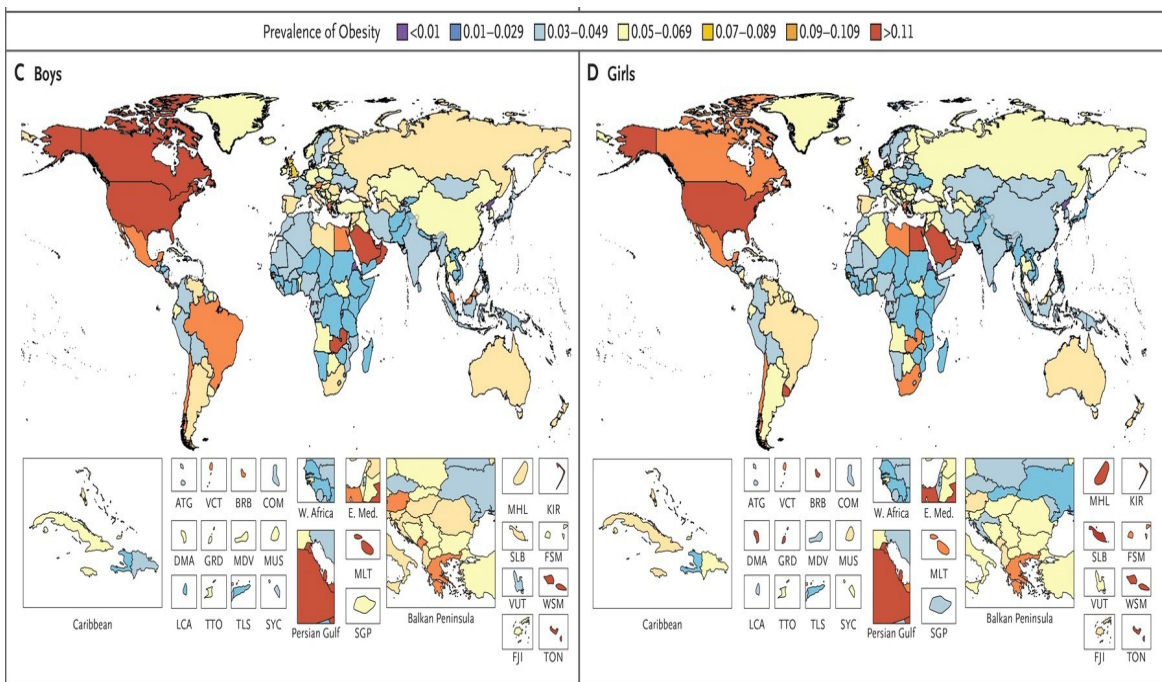 Prevalence of Obesity <0.01 0.01–0.029 0.03–0.049 0.05–0.069 0.07–0.089 0.09–0.109 >0.11
C Boys
ATG VCT BRB COM
W. Africa E. Med.
MHL KIR
DMA GRD MDV MUS
MLT
SLB FSM
LCA TTO TLS SYC
Caribbean
Persian Gulf SGP
Balkan Peninsula
VUT WSM
FJI TON
D Girls
ATG VCT BRB COM
W. Africa E. Med.
MHL KIR
DMA GRD MDV MUS
MLT
SLB FSM
LCA TTO TLS SYC
Caribbean
Persian Gulf SGP
Balkan Peninsula
VUT WSM
FJI TON